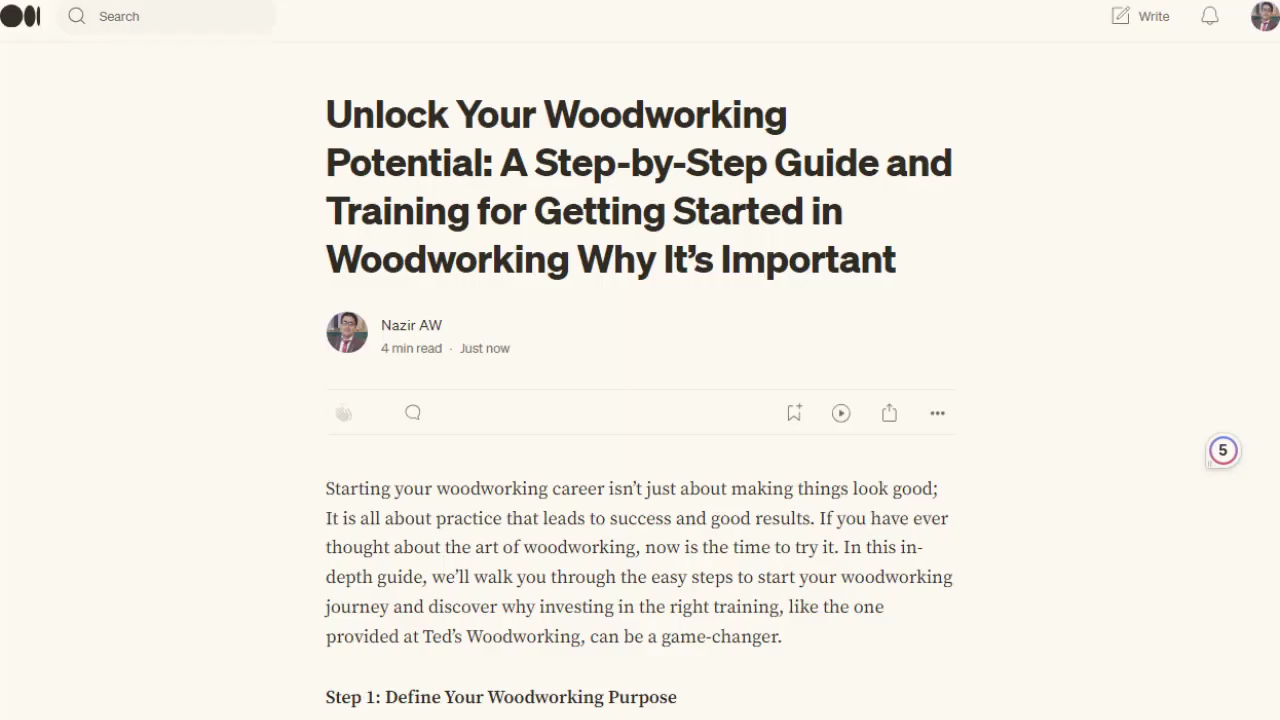 Search
Write
Unlock Your Woodworking
Potential: A Step-by-Step Guide and
Training for Getting Started in
Woodworking Why It’s Important
Nazir AW
4 min read · Just now
5
Starting your woodworking career isn’t just about making things look good;
It is all about practice that leads to success and good results. If you have ever
thought about the art of woodworking, now is the time to try it. In this in-
depth guide, we’ll walk you through the easy steps to start your woodworking
journey and discover why investing in the right training, like the one
provided at Ted’s Woodworking, can be a game-changer.
Step 1: Define Your Woodworking Purpose